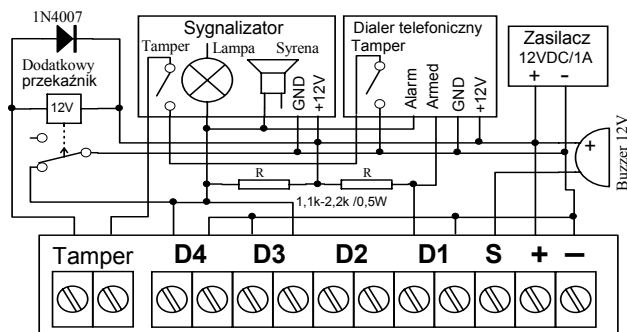 1N4007
Dodatkowy
przekaźnik
12V
Sygnalizator
Tamper
Lampa
Syrena
GND
+12V
Dialer telefoniczny
Tamper
Alarm
Armed
GND
+12V
Zasilacz
12VDC/1A
+ -
+
Buzzer 12V
R
R
1,1k-2,2k /0,5W
Tamper D4 D3 D2 D1 S + −